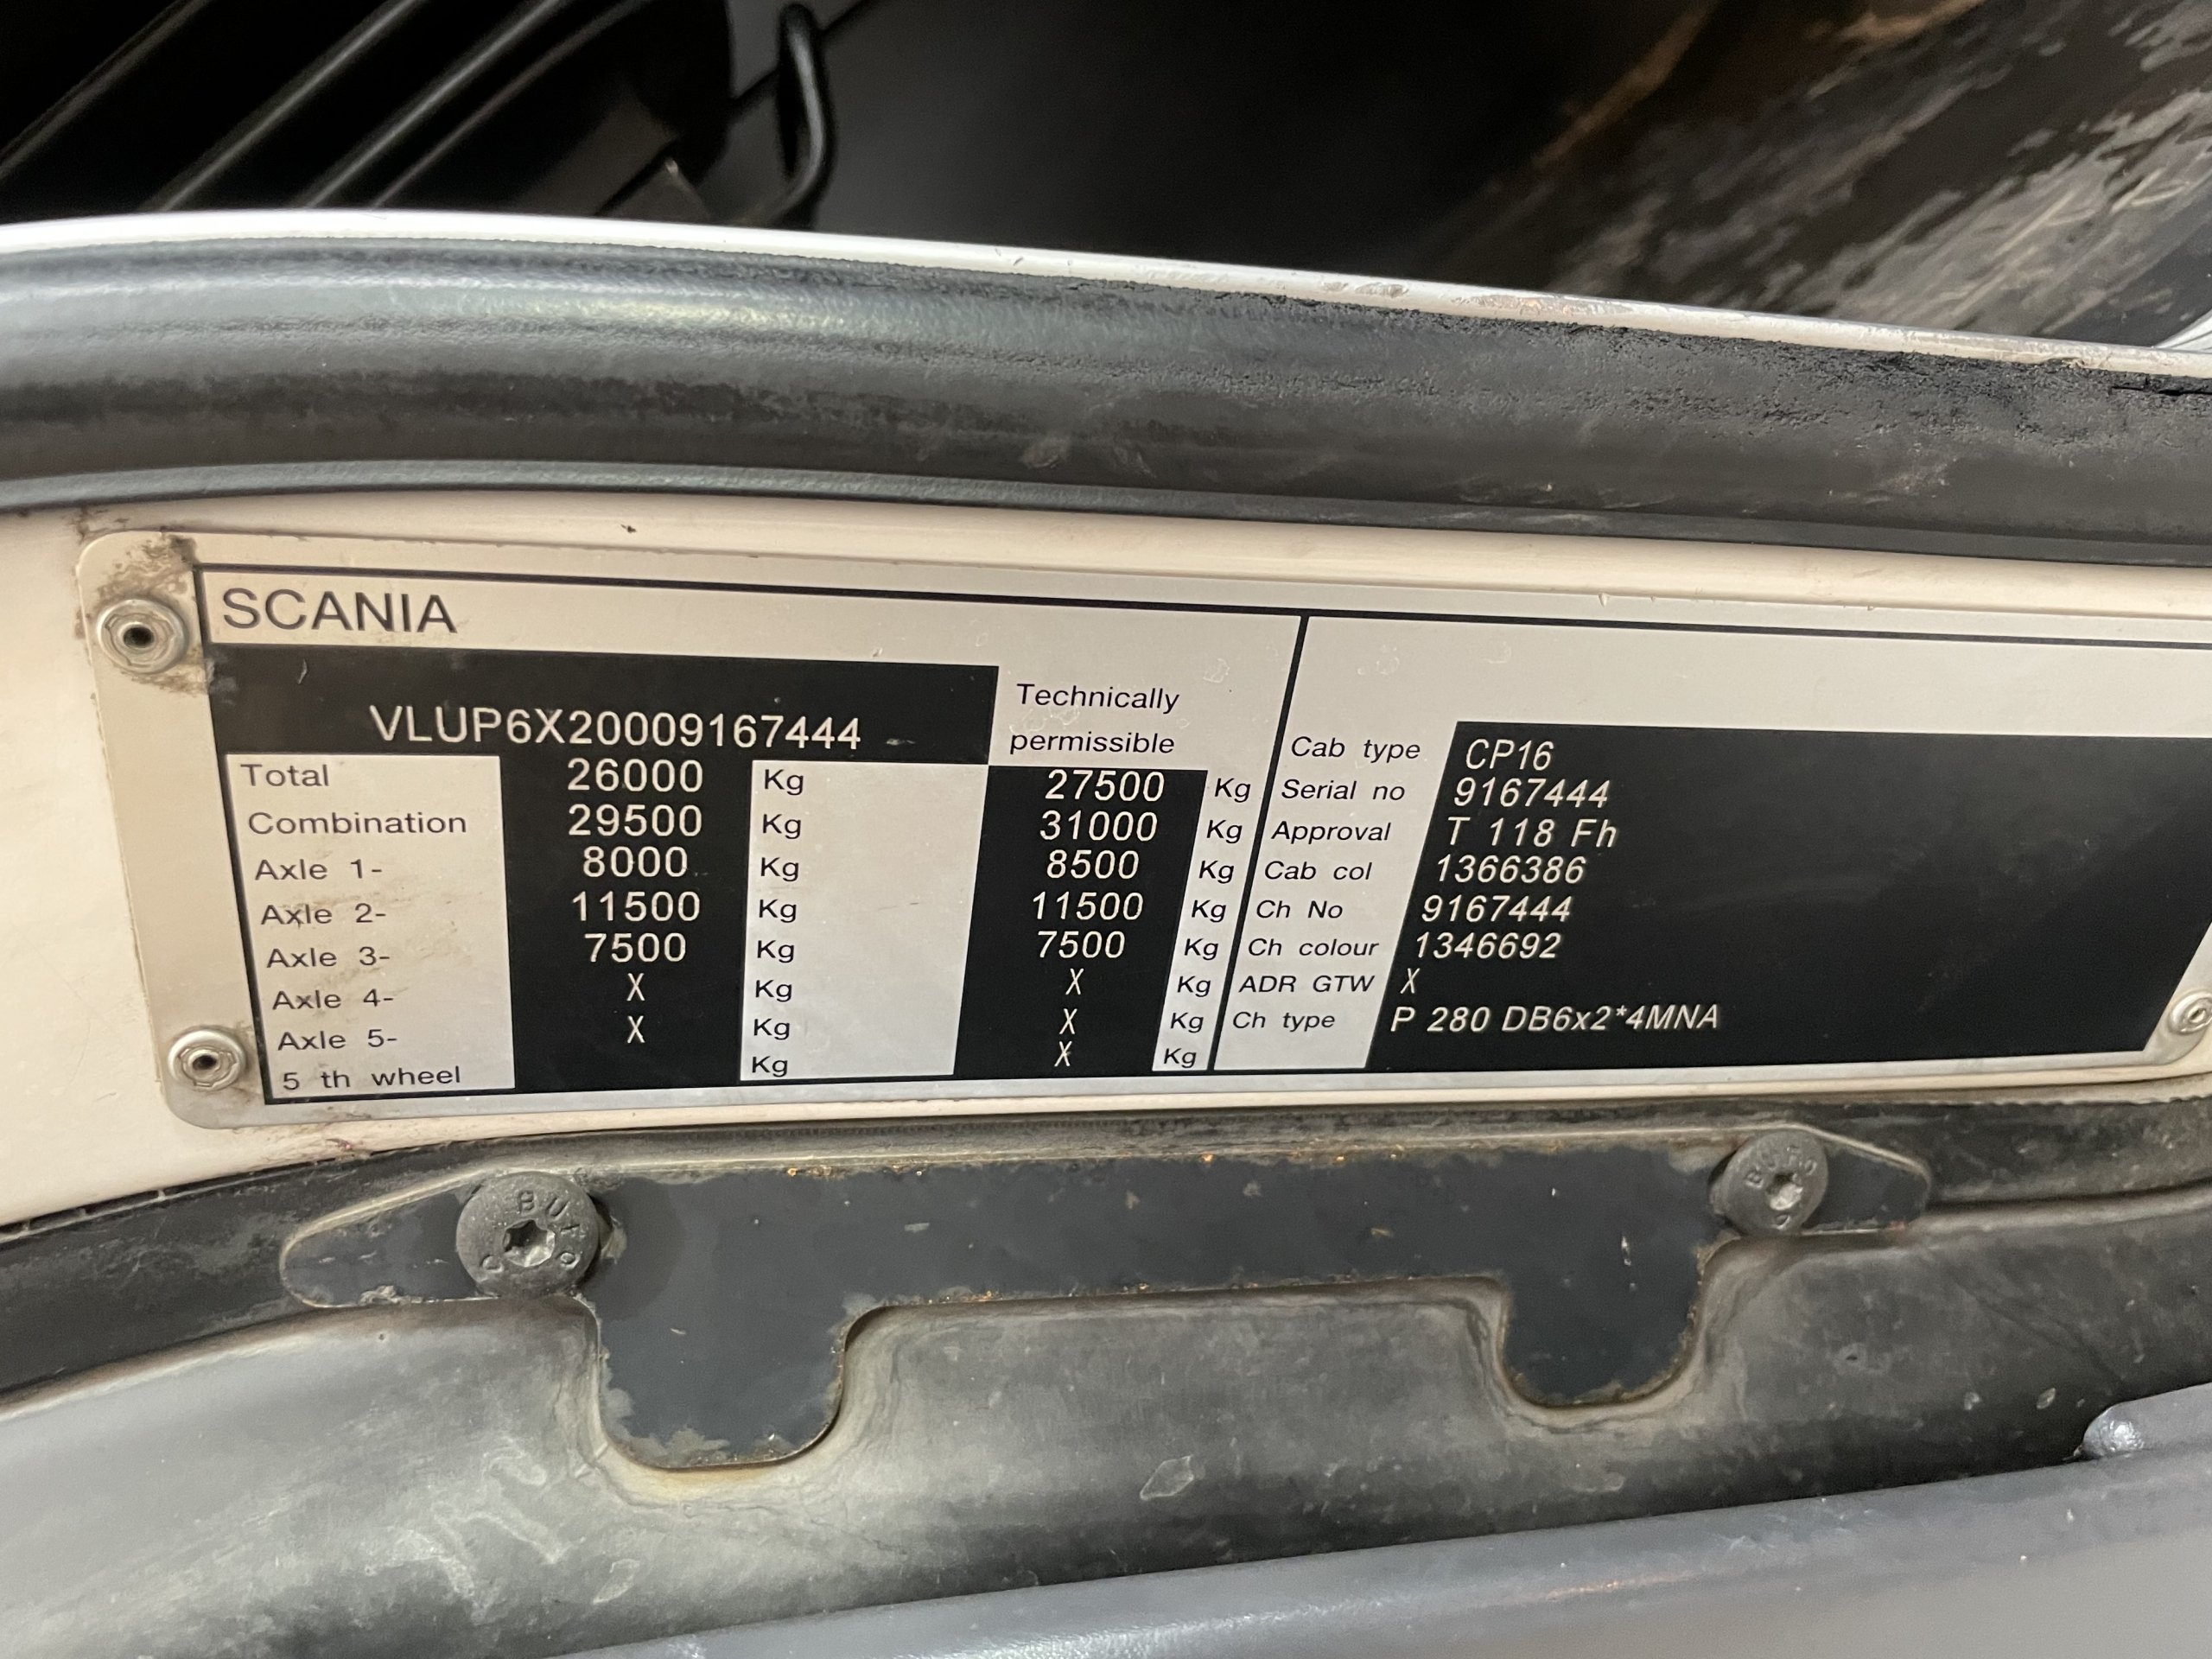 SCANIA
VLUP6X20009167444
Technically
permissible
Total 26000 Kg 27500 Kg
Combination 29500 Kg 31000 Kg
Axle 1- 8000 Kg 8500 Kg
Axle 2- 11500 Kg 11500 Kg
Axle 3- 7500 Kg 7500 Kg
Axle 4- X Kg X Kg
Axle 5- X Kg X Kg
5 th wheel Kg X Kg
Cab type CP16
Serial no 9167444
Approval T 118 Fh
Cab col 1366386
Ch No 9167444
Ch colour 1346692
ADR GTW X
Ch type P 280 DB6x2*4MNA